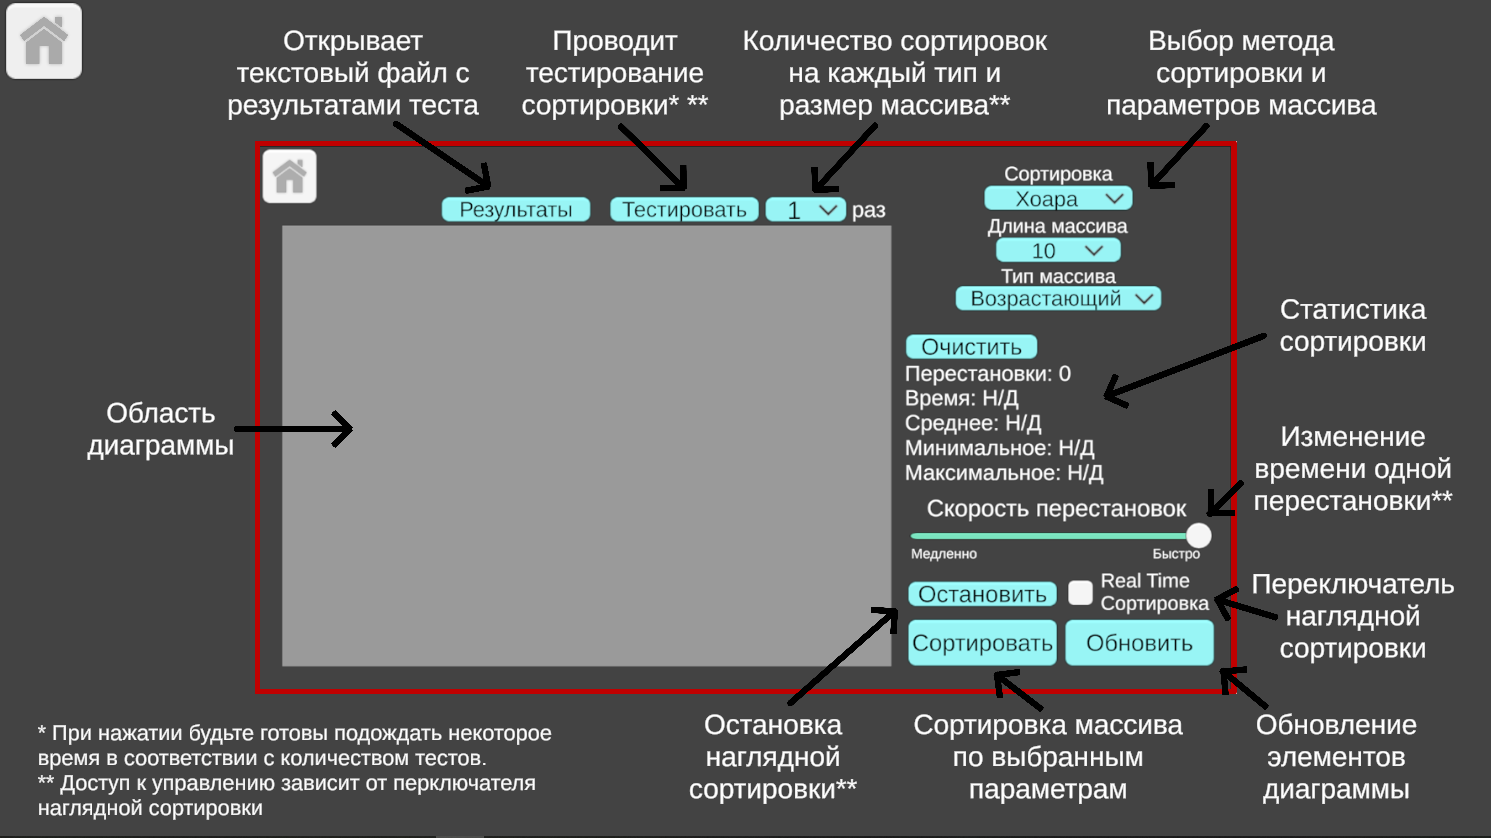 Открывает
текстовый файл с
результатами теста
Проводит
тестирование
сортировки* **
Количество сортировок
на каждый тип и
размер массива**
Выбор метода
сортировки и
параметров массива
Результаты
Тестировать
1
раз
Сортировка
Хоара
Длина массива
10
Тип массива
Возрастающий
Очистить
Перестановки: 0
Время: Н/Д
Среднее: Н/Д
Минимальное: Н/Д
Максимальное: Н/Д
Статистика
сортировки
Область
диаграммы
Скорость перестановок
Медленно
Быстро
Изменение
времени одной
перестановки**
Остановить
Real Time
Сортировка
Переключатель
наглядной
сортировки
Сортировать
Обновить
Остановка
наглядной
сортировки**
Сортировка массива
по выбранным
параметрам
Обновление
элементов
диаграммы
* При нажатии будьте готовы подождать некоторое
время в соответствии с количеством тестов.
** Доступ к управлению зависит от перключателя
наглядной сортировки